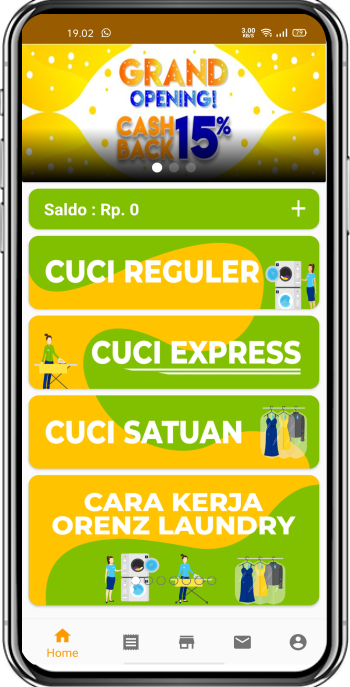 19.02
3.00
KB/S
75
GRAND
OPENING!
CASH
BACK 15%
Saldo : Rp. 0
+
CUCI REGULER
CUCI EXPRESS
CUCI SATUAN
CARA KERJA
ORENZ LAUNDRY
Home